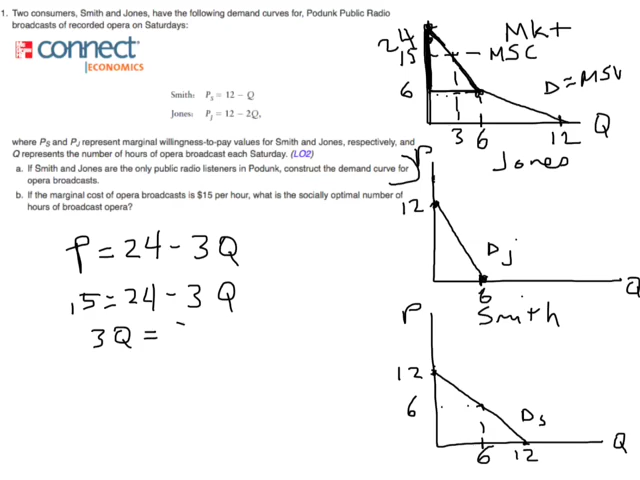 1. Two consumers, Smith and Jones, have the following demand curves for, Podunk Public Radio
broadcasts of recorded opera on Saturdays:
connect
ECONOMICS
Smith: PS = 12 − Q
Jones: PJ = 12 − 2Q,
where PS and PJ represent marginal willingness-to-pay values for Smith and Jones, respectively, and
Q represents the number of hours of opera broadcast each Saturday. (LO2)
a. If Smith and Jones are the only public radio listeners in Podunk, construct the demand curve for
opera broadcasts.
b. If the marginal cost of opera broadcasts is $15 per hour, what is the socially optimal number of
hours of broadcast opera?
P = 24 - 3Q
15 = 24 - 3Q
3Q =
Mkt
24
15
MSC
D = MSV
6
3
6
12
Q
Jones
P
12
Dj
6
Q
Smith
P
12
6
Ds
6
12
Q